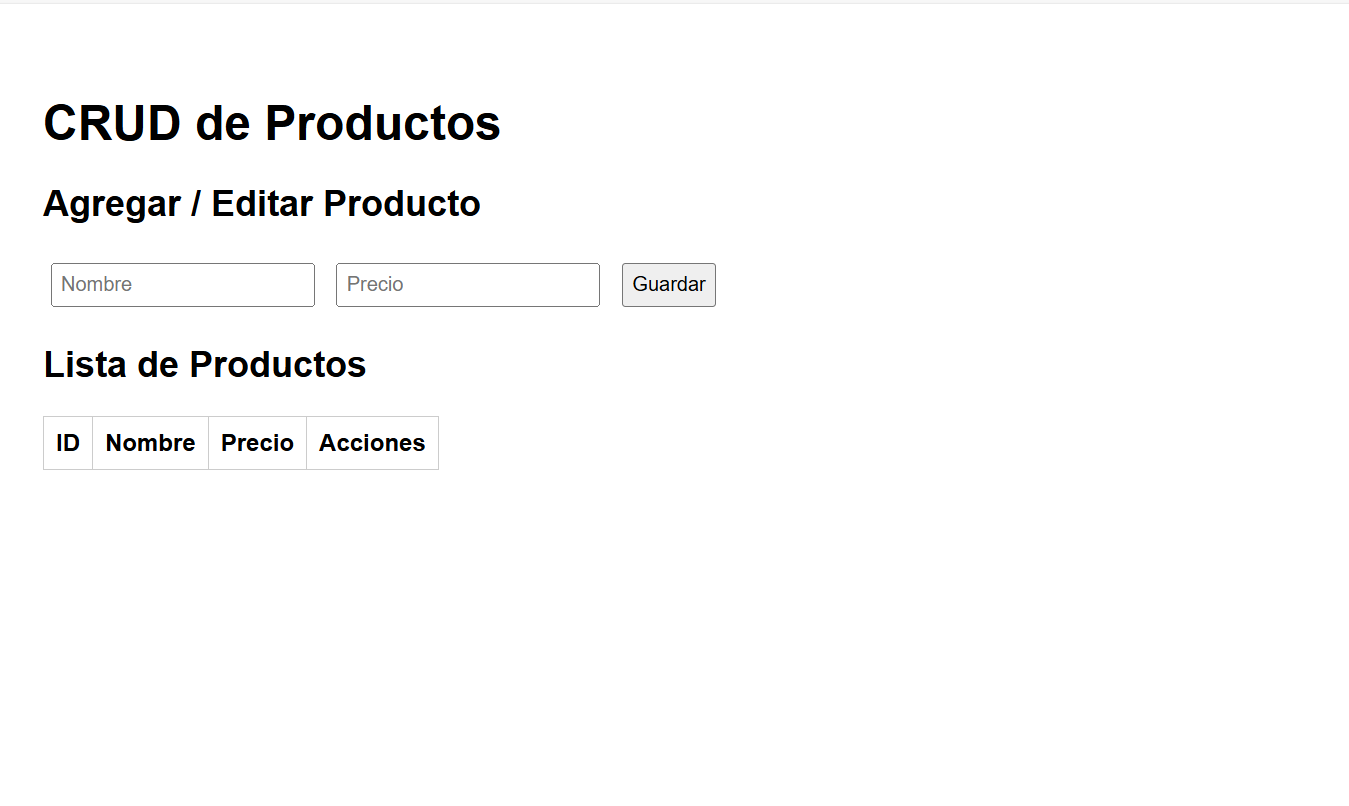 CRUD de Productos
Agregar / Editar Producto
Nombre Precio Guardar
Lista de Productos
ID Nombre Precio Acciones